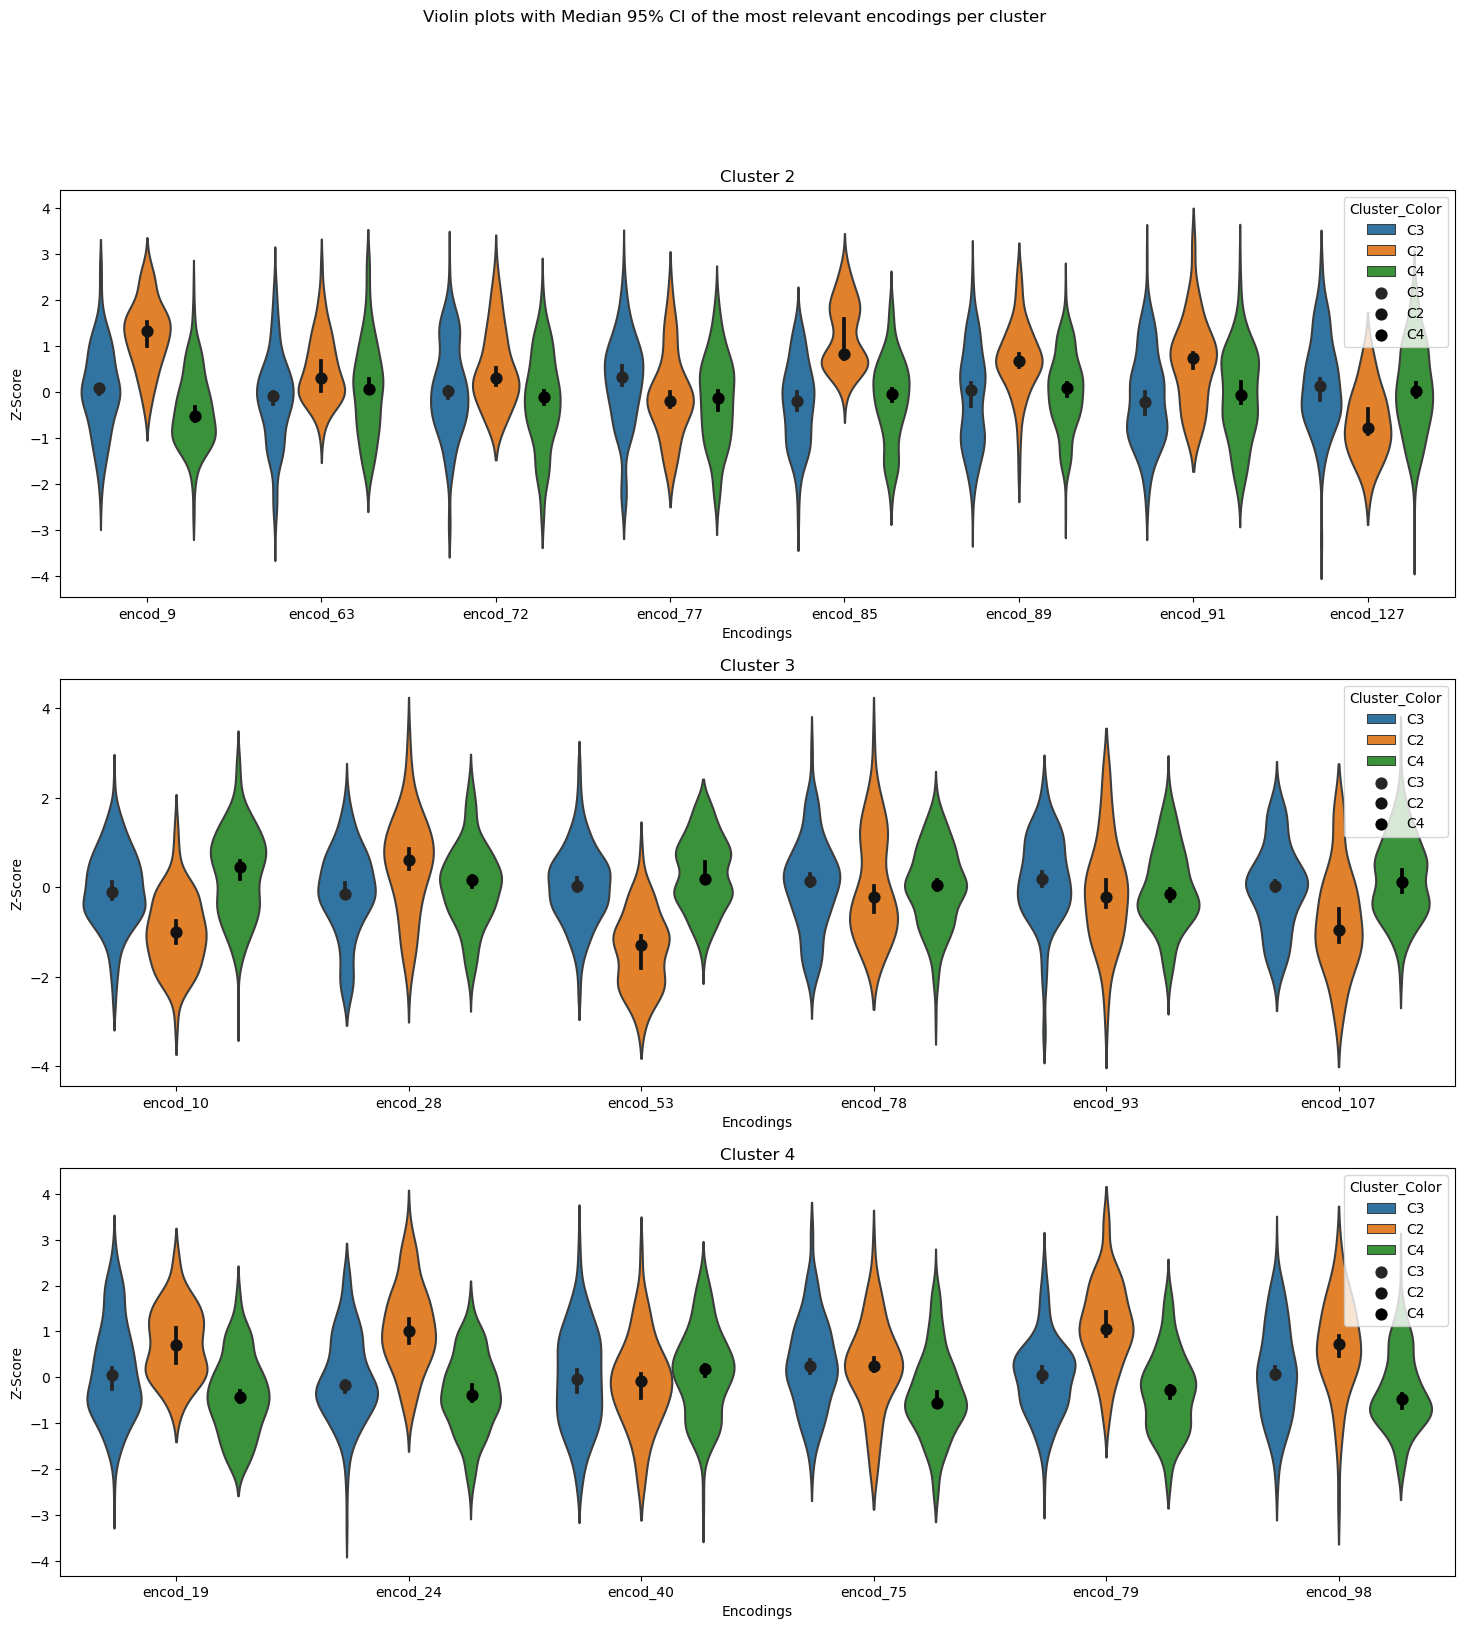 Violin plots with Median 95% CI of the most relevant encodings per cluster
Cluster 2
Z-Score
4
3
2
1
0
−1
−2
−3
−4
Cluster_Color
C3
C2
C4
C3
C2
C4
encod_9 encod_63 encod_72 encod_77 encod_85 encod_89 encod_91 encod_127
Encodings
Cluster 3
Z-Score
4
2
0
−2
−4
Cluster_Color
C3
C2
C4
C3
C2
C4
encod_10 encod_28 encod_53 encod_78 encod_93 encod_107
Encodings
Cluster 4
Z-Score
4
3
2
1
0
−1
−2
−3
−4
Cluster_Color
C3
C2
C4
C3
C2
C4
encod_19 encod_24 encod_40 encod_75 encod_79 encod_98
Encodings